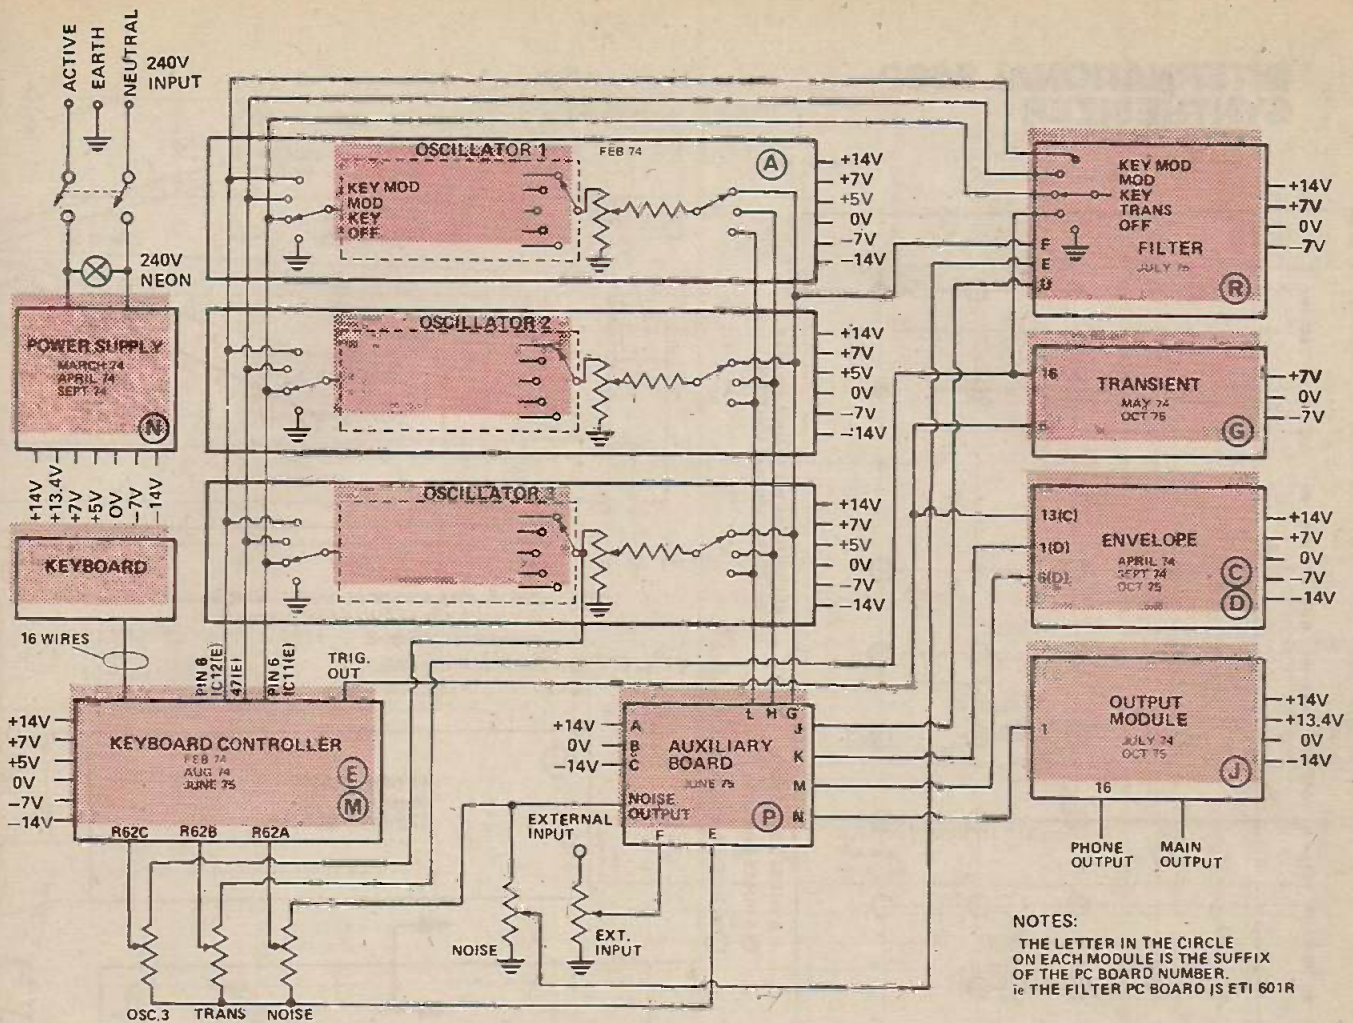 ACTIVE
EARTH
NEUTRAL
240V
INPUT
240V
NEON
POWER SUPPLY
MARCH 74
APRIL 74
SEPT 74
N
+14V
+13.4V
+7V
+5V
0V
-7V
-14V
KEYBOARD
16 WIRES
OSCILLATOR 1
FEB 74
A
KEY MOD
MOD
KEY
OFF
+14V
+7V
+5V
0V
-7V
-14V
OSCILLATOR 2
+14V
+7V
+5V
0V
-7V
-14V
OSCILLATOR 3
+14V
+7V
+5V
0V
-7V
-14V
KEY MOD
MOD
KEY
TRANS
OFF
FILTER
JULY 75
R
F
E
+14V
+7V
0V
-7V
16
TRANSIENT
MAY 74
OCT 75
G
+7V
0V
-7V
13(C)
1(D)
6(D)
ENVELOPE
APRIL 74
SEPT 74
OCT 75
C
D
+14V
+7V
0V
-7V
-14V
OUTPUT
MODULE
JULY 74
OCT 75
J
1
16
+14V
+13.4V
0V
-14V
PHONE
OUTPUT
MAIN
OUTPUT
PIN 6
IC12(E)
47(E)
PIN 6
IC11(E)
TRIG.
OUT
+14V
+7V
+5V
0V
-7V
-14V
KEYBOARD CONTROLLER
FEB 74
AUG 74
JUNE 75
E
M
R62C
R62B
R62A
OSC.3
TRANS
NOISE
+14V
0V
-14V
A
B
C
L H G
AUXILIARY
BOARD
JUNE 75
NOISE
OUTPUT
P
J
K
M
N
F
E
EXTERNAL
INPUT
NOISE
EXT.
INPUT
NOTES:
THE LETTER IN THE CIRCLE
ON EACH MODULE IS THE SUFFIX
OF THE PC BOARD NUMBER.
ie THE FILTER PC BOARD IS ETI 601R